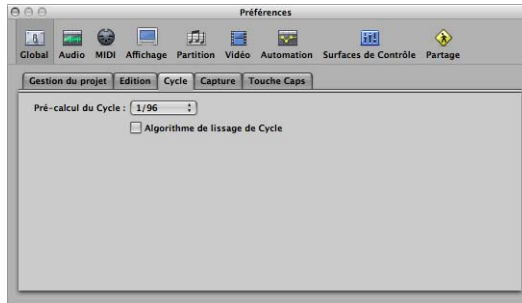 Préférences
Global Audio MIDI Affichage Partition Vidéo Automation Surfaces de Contrôle Partage
Gestion du projet Edition Cycle Capture Touche Caps
Pré-calcul du Cycle : 1/96
Algorithme de lissage de Cycle